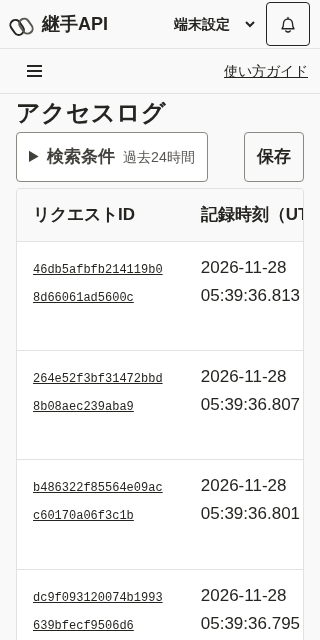 継手API 端末設定
使い方ガイド
アクセスログ
検索条件 過去24時間 保存
リクエストID 記録時刻（UT
46db5afbfb214119b0 2026-11-28
8d66061ad5600c 05:39:36.813
264e52f3bf31472bbd 2026-11-28
8b08aec239aba9 05:39:36.807
b486322f85564e09ac 2026-11-28
c60170a06f3c1b 05:39:36.801
dc9f093120074b1993 2026-11-28
639bfecf9506d6 05:39:36.795